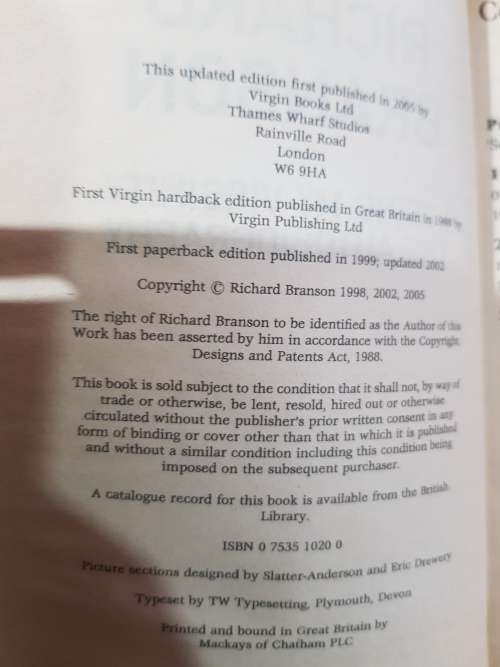 This updated edition first published in 2005 by
Virgin Books Ltd
Thames Wharf Studios
Rainville Road
London
W6 9HA
First Virgin hardback edition published in Great Britain in 1998 by
Virgin Publishing Ltd
First paperback edition published in 1999; updated 2002
Copyright © Richard Branson 1998, 2002, 2005
The right of Richard Branson to be identified as the Author of this
Work has been asserted by him in accordance with the Copyright,
Designs and Patents Act, 1988.
This book is sold subject to the condition that it shall not, by way of
trade or otherwise, be lent, resold, hired out or otherwise
circulated without the publisher's prior written consent in any
form of binding or cover other than that in which it is published
and without a similar condition including this condition being
imposed on the subsequent purchaser.
A catalogue record for this book is available from the British
Library.
ISBN 0 7535 1020 0
Picture sections designed by Slatter-Anderson and Eric Drewery
Typeset by TW Typesetting, Plymouth, Devon
Printed and bound in Great Britain by
Mackays of Chatham PLC